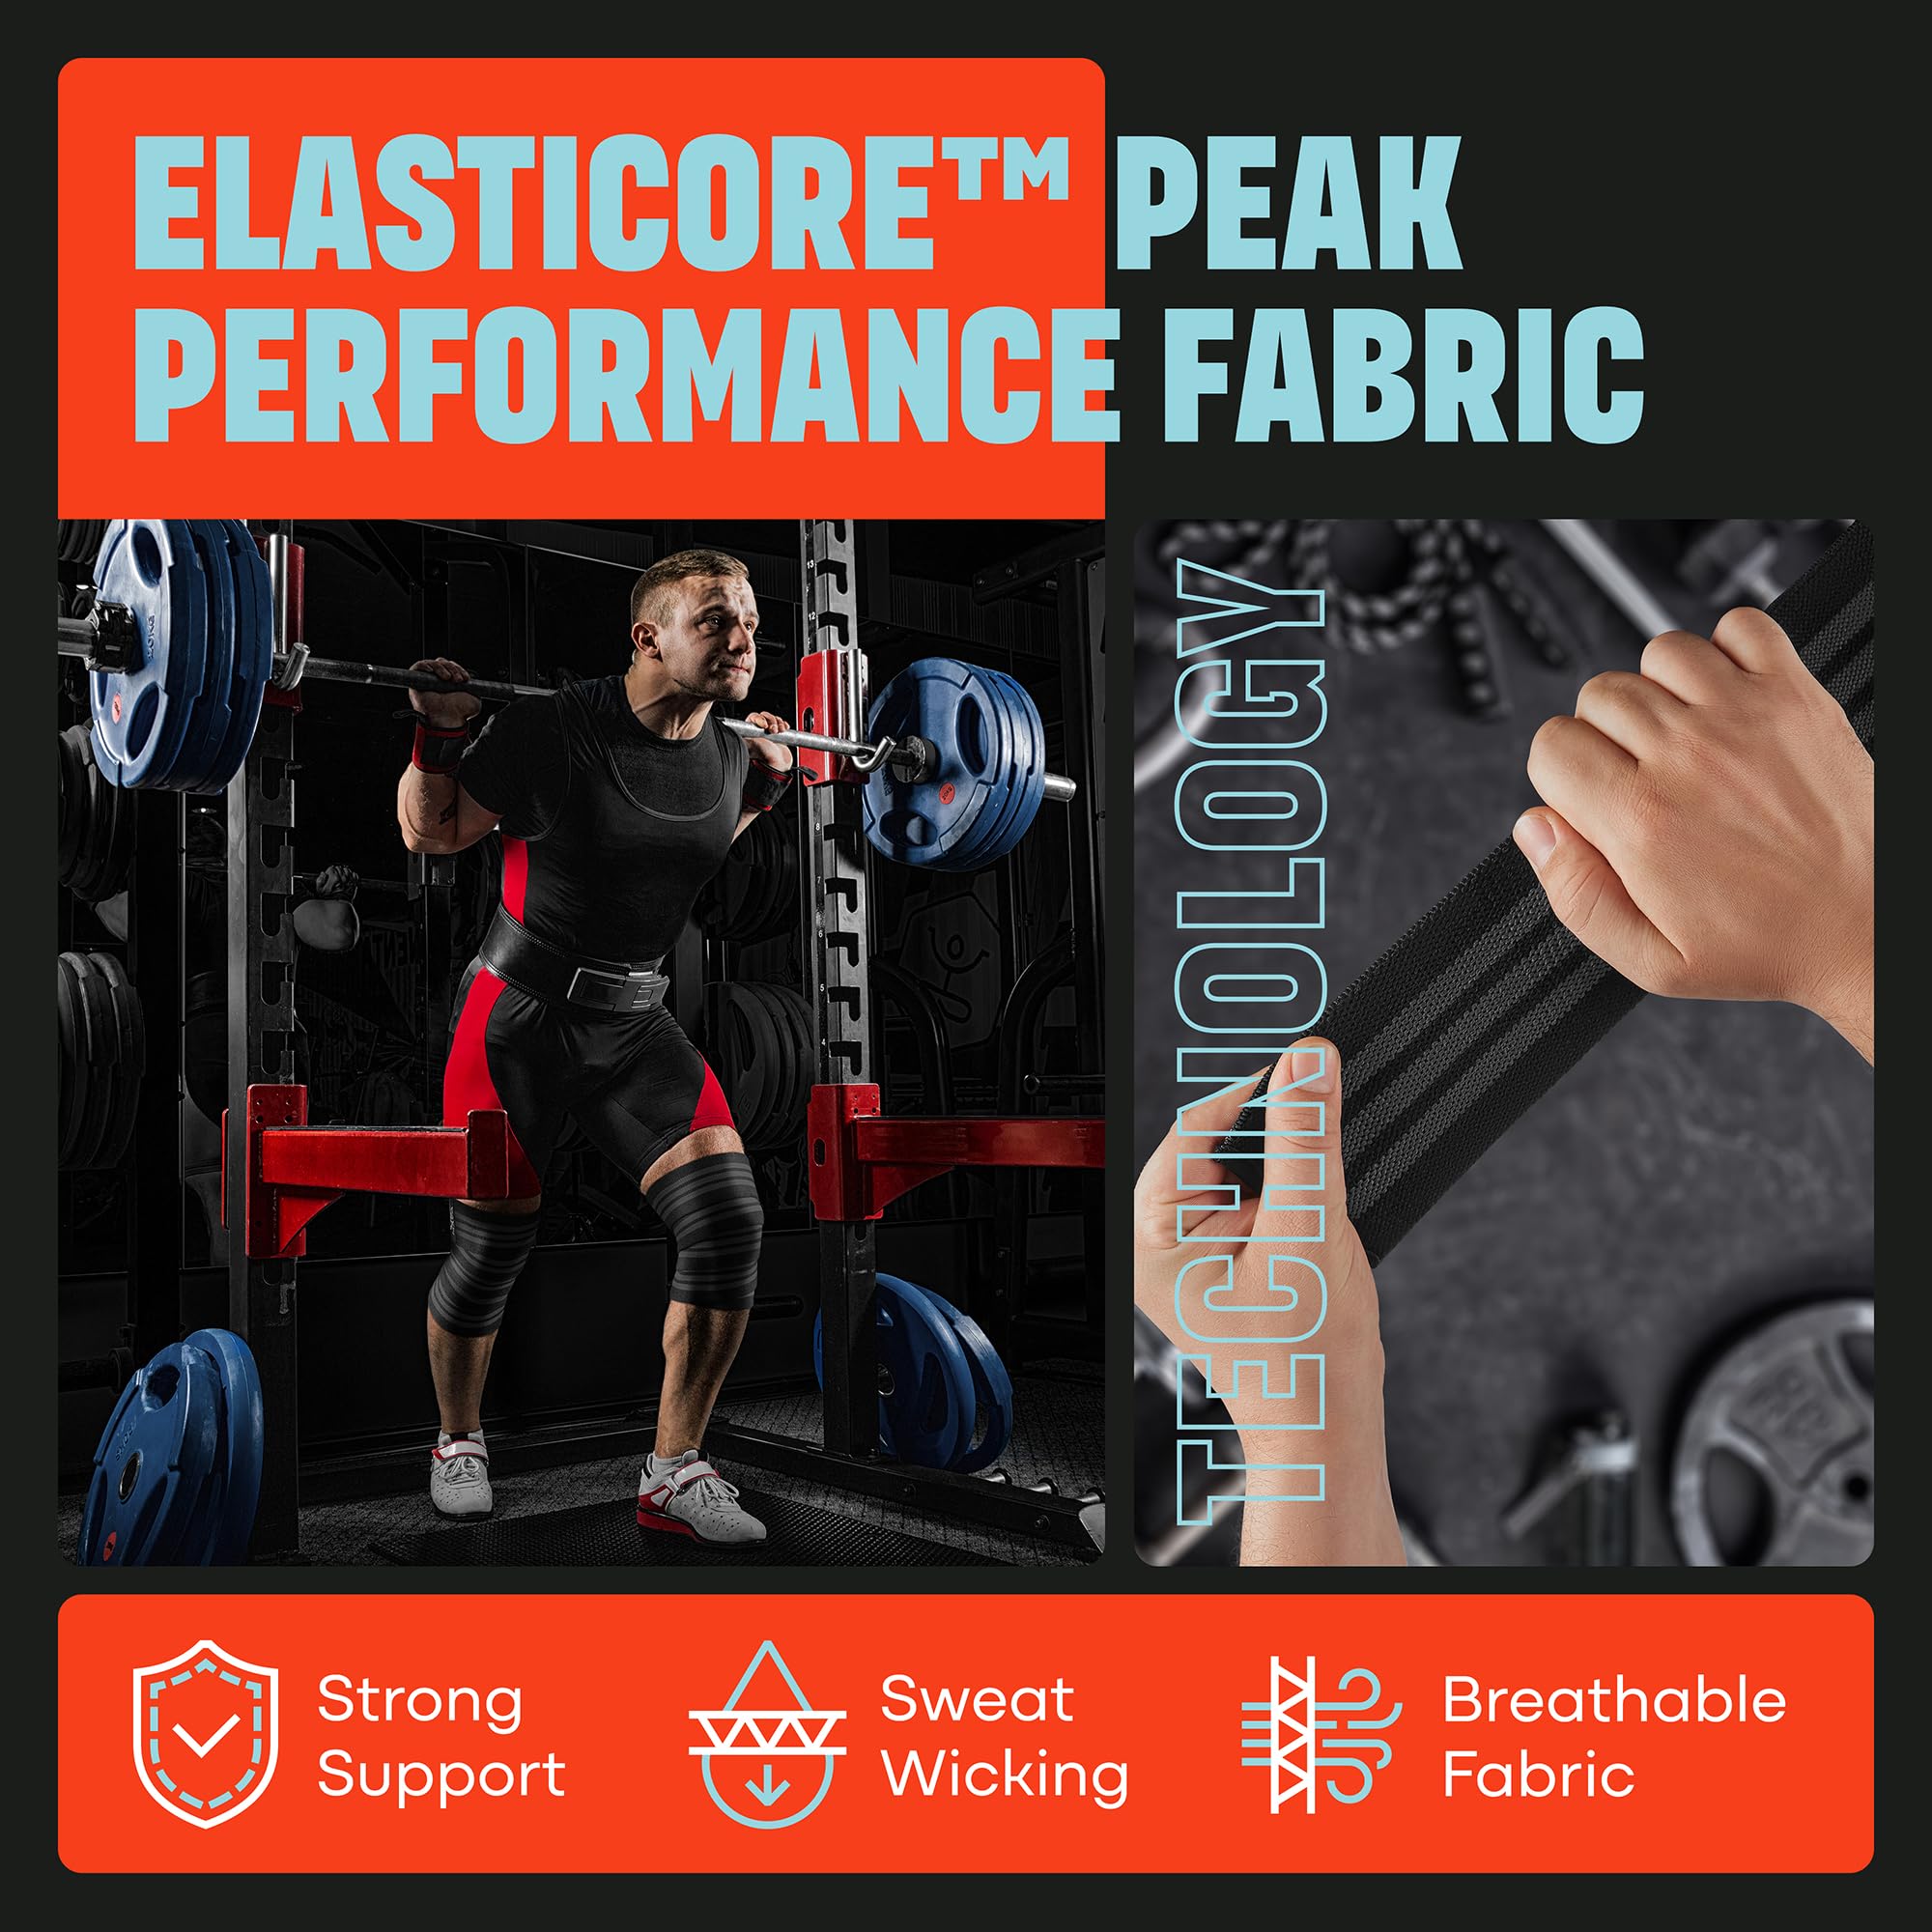 ELASTICORE™ PEAK
PERFORMANCE FABRIC
TECHNOLOGY
Strong
Support
Sweat
Wicking
Breathable
Fabric